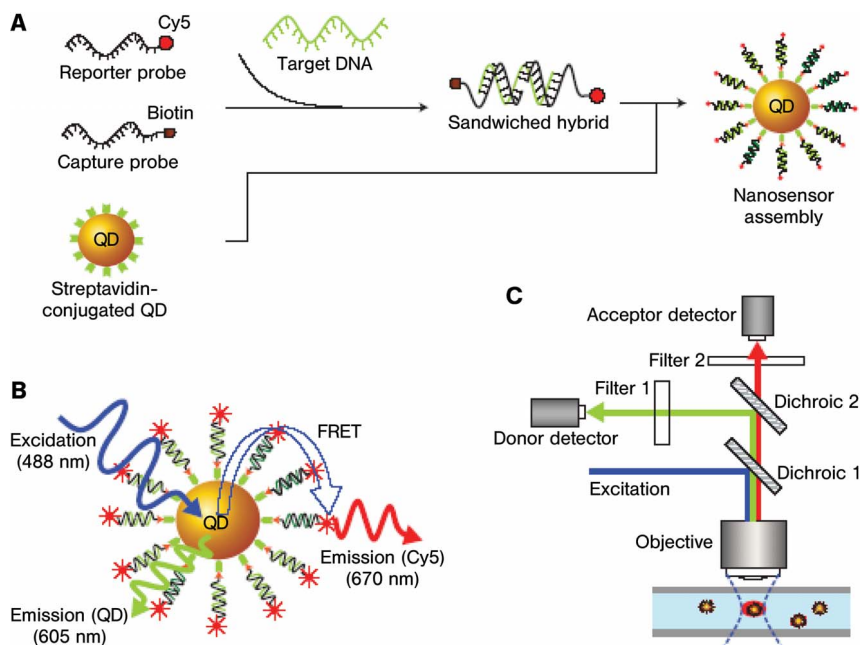 A
Cy5
Reporter probe
Target DNA
Biotin
Capture probe
Sandwiched hybrid
QD
Nanosensor
assembly
QD
Streptavidin-
conjugated QD
B
Excidation
(488 nm)
FRET
QD
Emission (Cy5)
(670 nm)
Emission (QD)
(605 nm)
C
Acceptor detector
Filter 2
Filter 1
Dichroic 2
Donor detector
Dichroic 1
Excitation
Objective